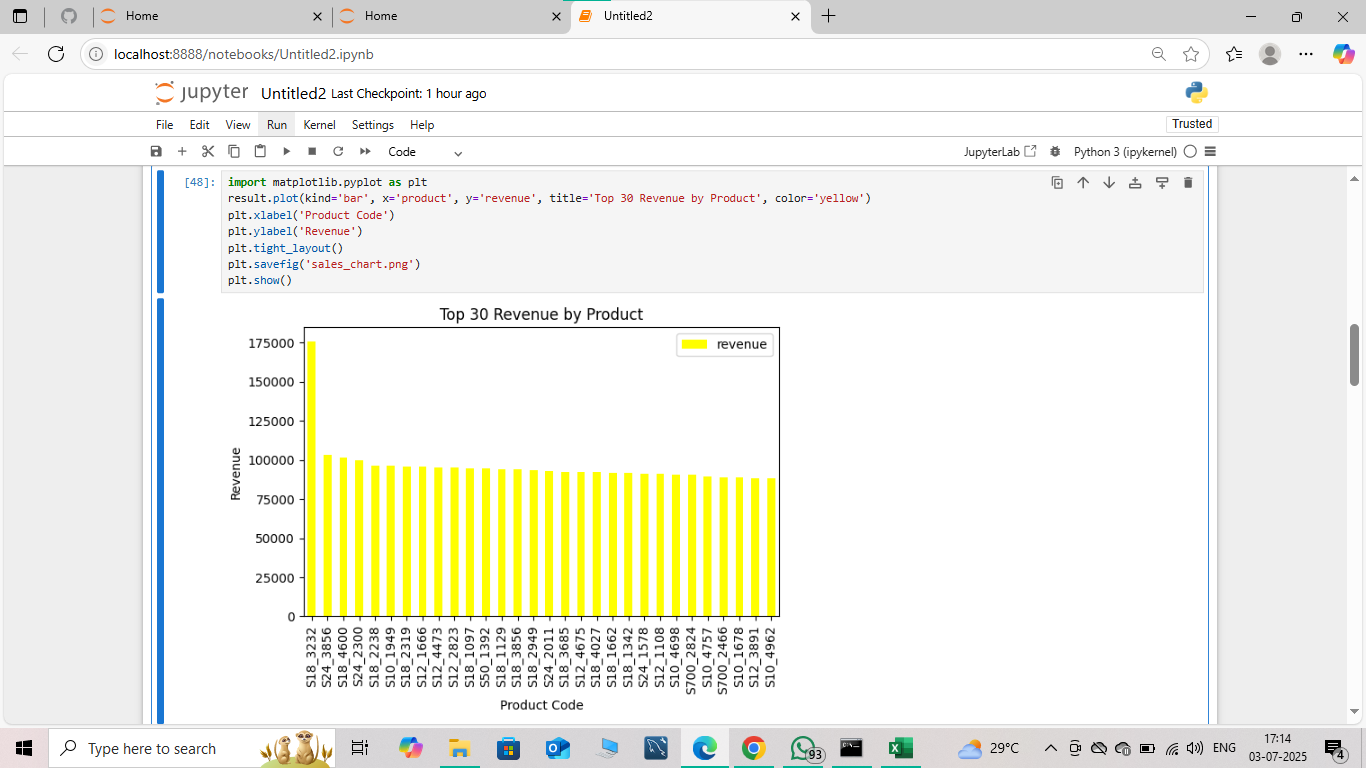 Home
Home
Untitled2
localhost:8888/notebooks/Untitled2.ipynb
jupyter Untitled2 Last Checkpoint: 1 hour ago
File Edit View Run Kernel Settings Help
Trusted
Code
JupyterLab
Python 3 (ipykernel)
[48]:
import matplotlib.pyplot as plt
result.plot(kind='bar', x='product', y='revenue', title='Top 30 Revenue by Product', color='yellow')
plt.xlabel('Product Code')
plt.ylabel('Revenue')
plt.tight_layout()
plt.savefig('sales_chart.png')
plt.show()
Top 30 Revenue by Product
revenue
175000
150000
125000
100000
75000
50000
25000
0
Revenue
S18_3232
S24_3856
S18_4600
S24_2300
S18_2238
S10_1949
S18_2319
S12_1666
S12_4473
S12_2823
S18_1097
S50_1392
S18_1129
S18_3856
S18_2949
S24_2011
S18_3685
S12_4675
S18_4027
S18_1662
S18_1342
S24_1578
S12_1108
S10_4698
S700_2824
S10_4757
S700_2466
S10_1678
S12_3891
S10_4962
Product Code
Type here to search
93
29°C
ENG
17:14
03-07-2025
4